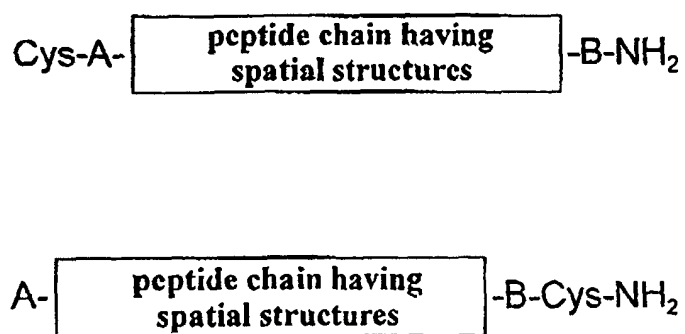 Cys-A- peptide chain having spatial structures -B-NH₂
A- peptide chain having spatial structures -B-Cys-NH₂